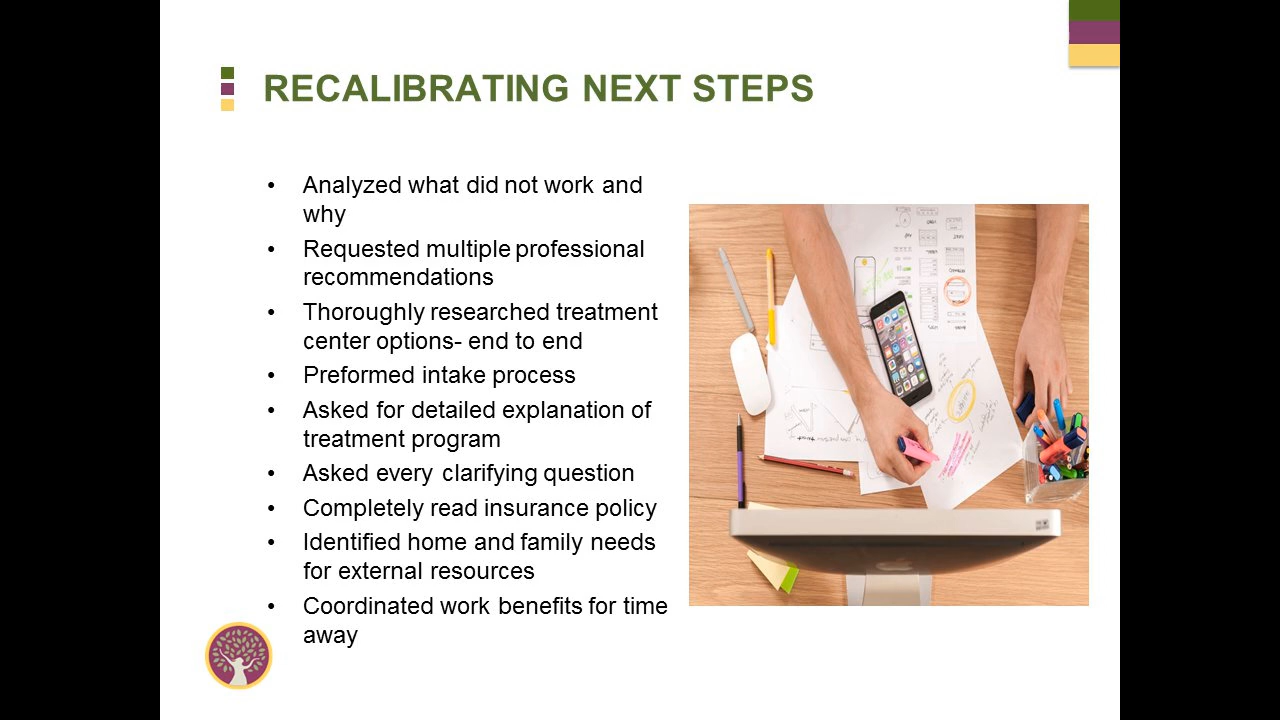 RECALIBRATING NEXT STEPS
• Analyzed what did not work and
why
• Requested multiple professional
recommendations
• Thoroughly researched treatment
center options- end to end
• Preformed intake process
• Asked for detailed explanation of
treatment program
• Asked every clarifying question
• Completely read insurance policy
• Identified home and family needs
for external resources
• Coordinated work benefits for time
away